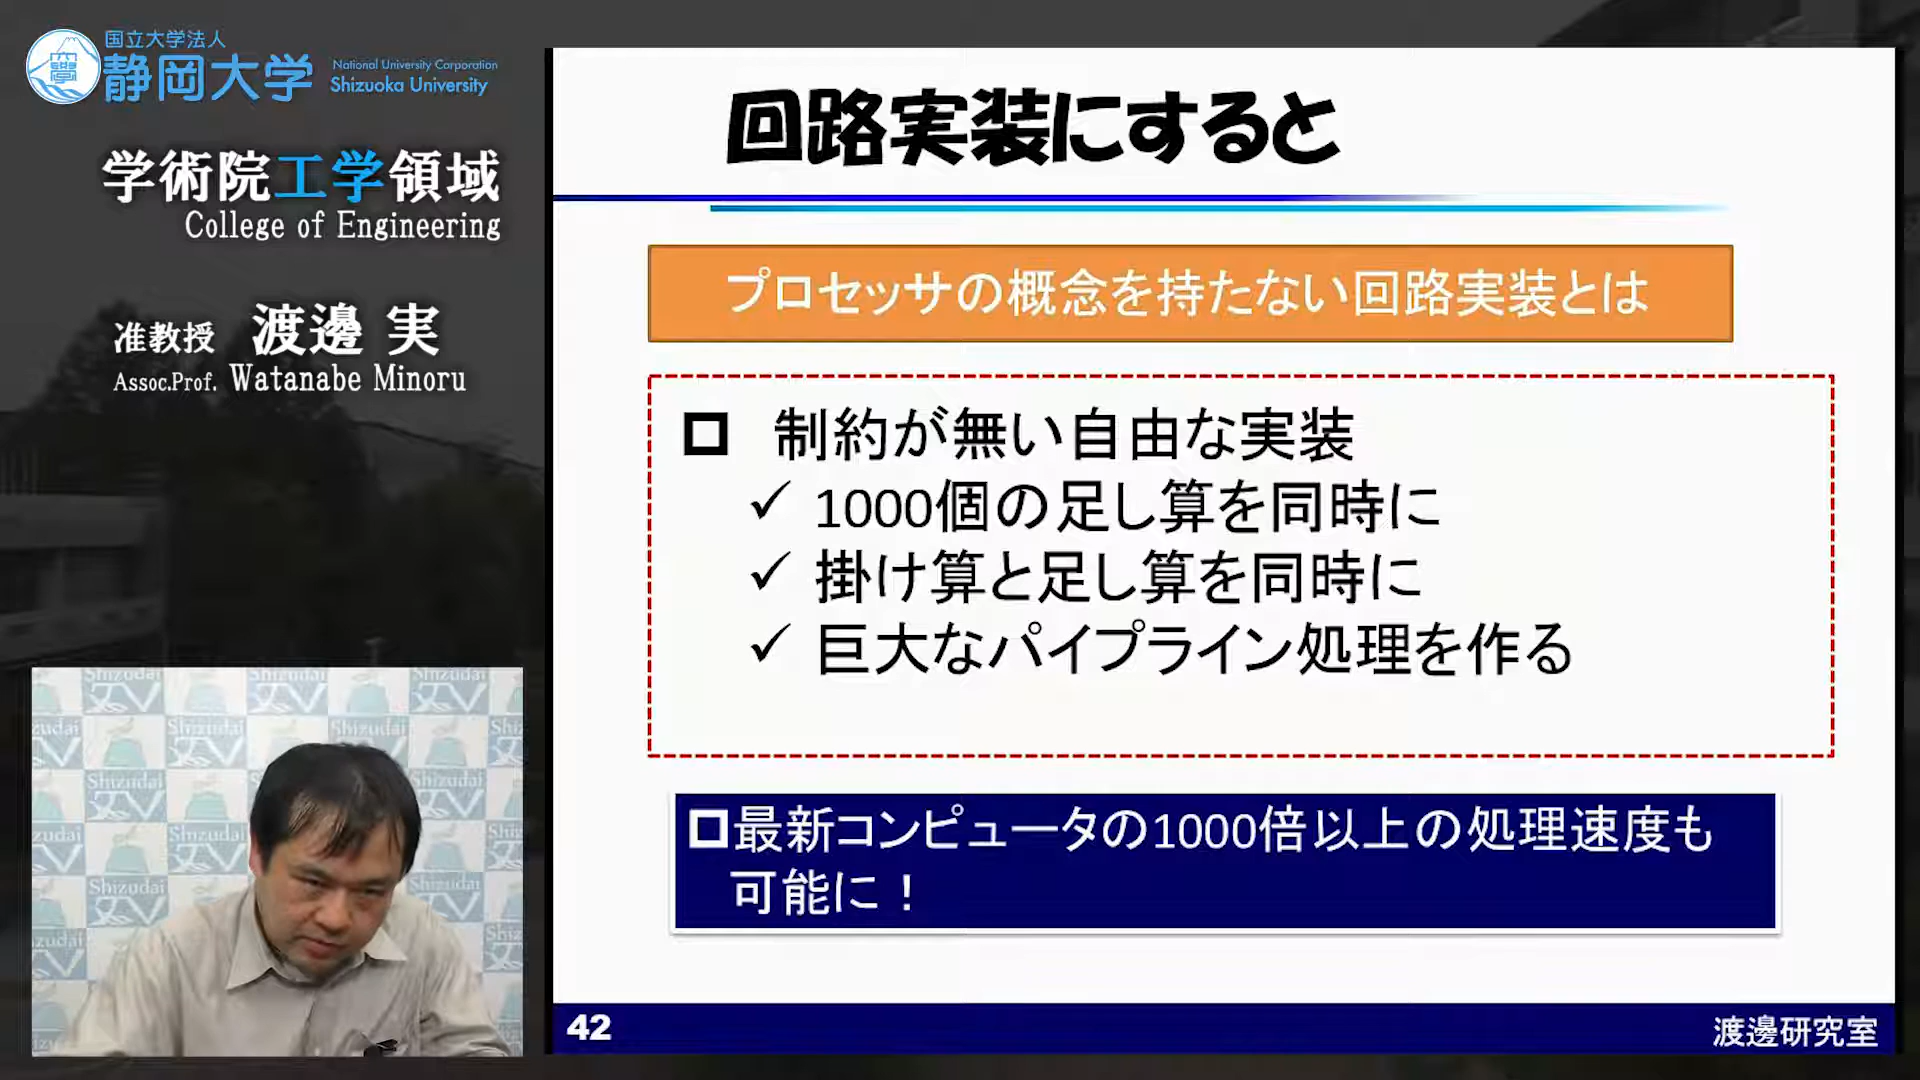 国立大学法人
静岡大学
National University Corporation
Shizuoka University
学術院工学領域
College of Engineering
准教授 渡邊 実
Assoc.Prof. Watanabe Minoru
回路実装にすると
プロセッサの概念を持たない回路実装とは
制約が無い自由な実装
✓ 1000個の足し算を同時に
✓ 掛け算と足し算を同時に
✓ 巨大なパイプライン処理を作る
最新コンピュータの1000倍以上の処理速度も
可能に！
42
渡邊研究室
Shizudai
TV